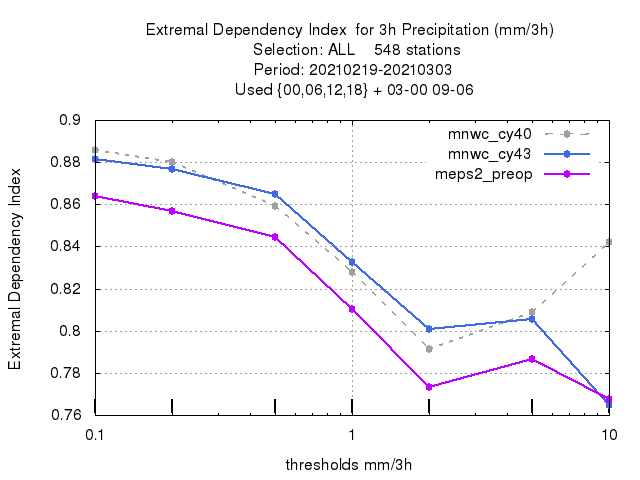 Extremal Dependency Index  for 3h Precipitation (mm/3h)
Selection: ALL    548 stations
Period: 20210219-20210303
Used {00,06,12,18} + 03-00 09-06
mnwc_cy40
mnwc_cy43
meps2_preop
Extremal Dependency Index
0.9
0.88
0.86
0.84
0.82
0.8
0.78
0.76
0.1
1
10
thresholds mm/3h